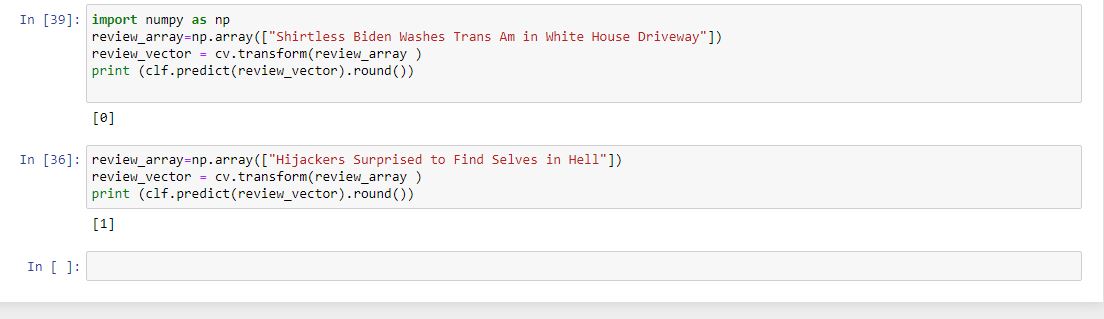 In [39]: import numpy as np
review_array=np.array(["Shirtless Biden Washes Trans Am in White House Driveway"])
review_vector = cv.transform(review_array )
print (clf.predict(review_vector).round())
[0]
In [36]: review_array=np.array(["Hijackers Surprised to Find Selves in Hell"])
review_vector = cv.transform(review_array )
print (clf.predict(review_vector).round())
[1]
In [ ]: